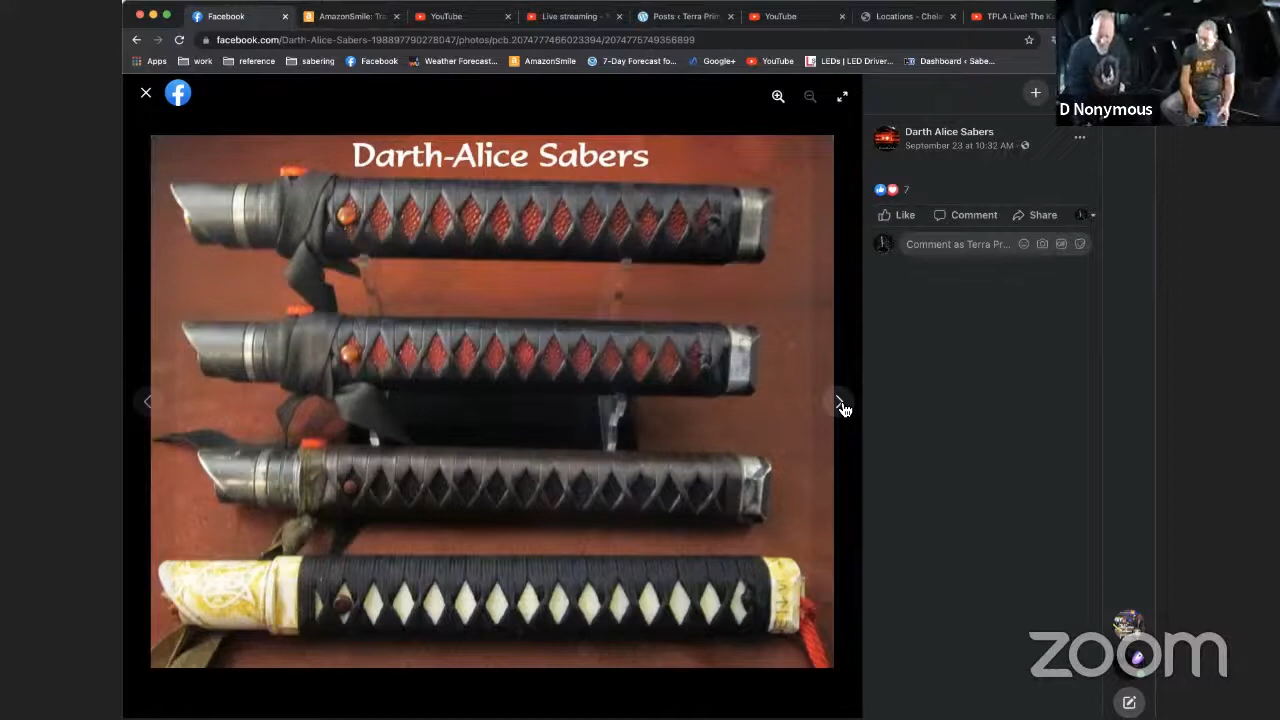 Facebook
AmazonSmile: Tra
YouTube
Live streaming -
Posts ‹ Terra Prim
YouTube
Locations - Chei
TPLA Live! The K
facebook.com/Darth-Alice-Sabers-198897790278047/photos/pcb.2074777466023394/2074775749356899
Apps
work
reference
sabering
Facebook
Weather Forecast...
AmazonSmile
7-Day Forecast fo...
Google+
YouTube
LEDs | LED Driver...
Dashboard ‹ Sabe...
D Nonymous
Darth-Alice Sabers
Darth Alice Sabers
September 23 at 10:32 AM ·
7
Like
Comment
Share
Comment as Terra Pr...
zoom